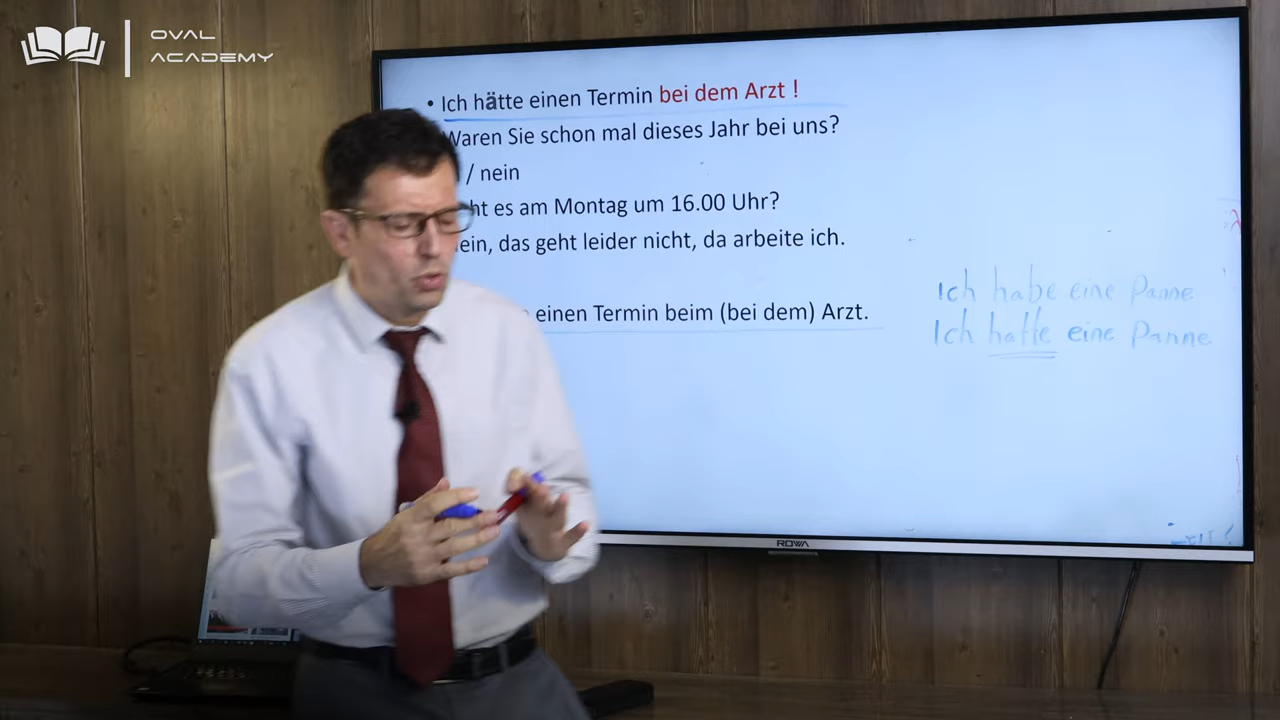 OVAL
ACADEMY
• Ich hätte einen Termin bei dem Arzt !
Waren Sie schon mal dieses Jahr bei uns?
/ nein
es am Montag um 16.00 Uhr?
das geht leider nicht, da arbeite ich.
einen Termin beim (bei dem) Arzt.
Ich habe eine Panne
Ich hatte eine Panne
ROWA